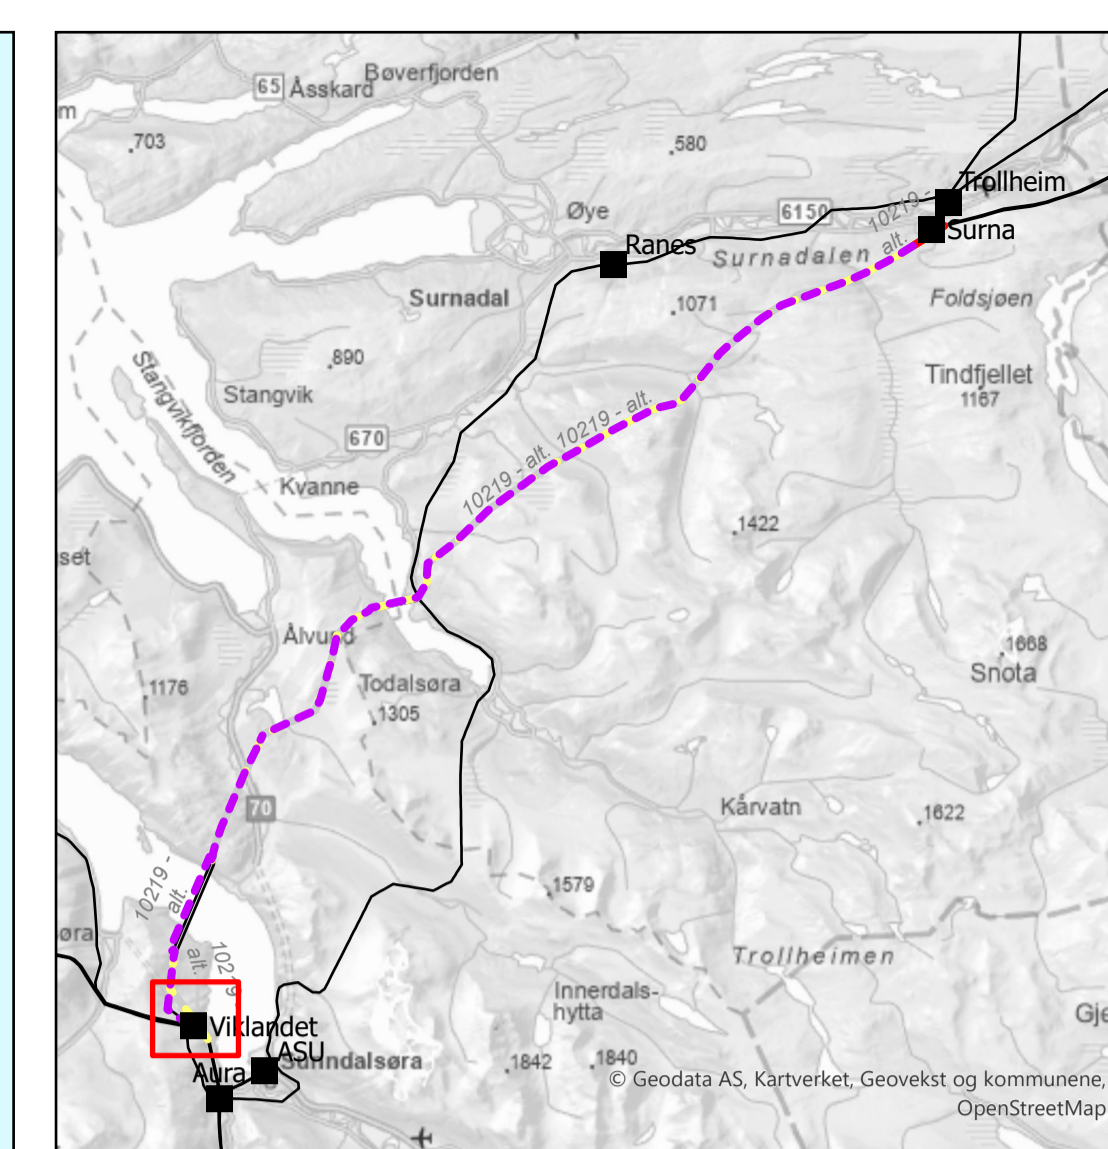 Bøverfjorden
65 Åsskard
m
703
580
Trollheim
10219 -
alt.
Øye
6150
Surna
Ranes
Surnadalen
Surnadal
1071
Foldsjøen
890
Stangvikfjorden
Stangvik
Tindfjellet
1167
10219 - alt. 10219 - alt.
670
Kvanne
1422
set
Ålvund
1668
Snota
Todalsøra
1176
1305
70
Kårvatn
1622
10219 -
alt.
1579
øra
alt.
10219
Trollheimen
Innerdals-
hytta
Gje
Viklandet
ASU
Sunndalsøra
Aura
1842
1840
© Geodata AS, Kartverket, Geovekst og kommunene,
OpenStreetMap